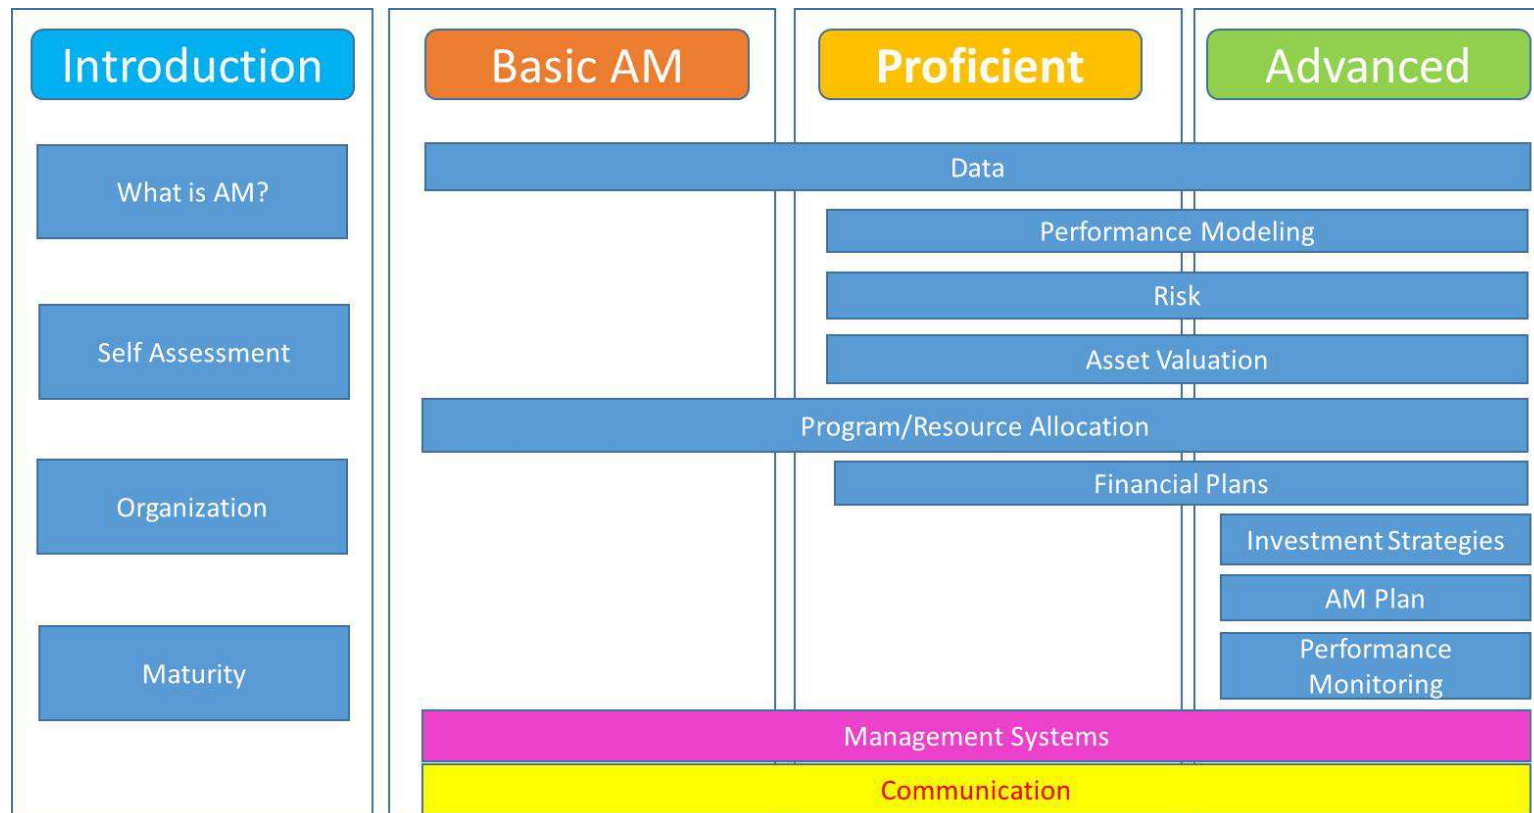 Introduction
Basic AM
Proficient
Advanced
What is AM?
Self Assessment
Organization
Maturity
Data
Performance Modeling
Risk
Asset Valuation
Program/Resource Allocation
Financial Plans
Investment Strategies
AM Plan
Performance
Monitoring
Management Systems
Communication